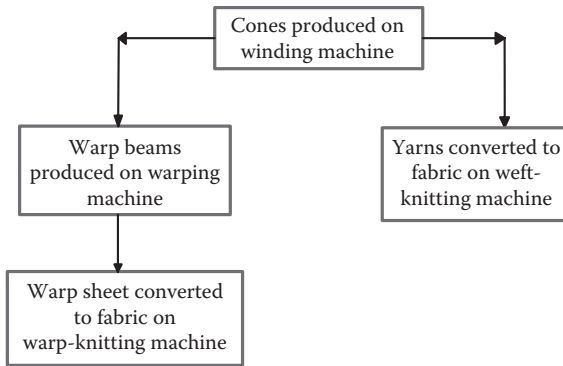 Cones produced on
winding machine
Warp beams
produced on warping
machine
Yarns converted to
fabric on weft-
knitting machine
Warp sheet converted
to fabric on
warp-knitting machine